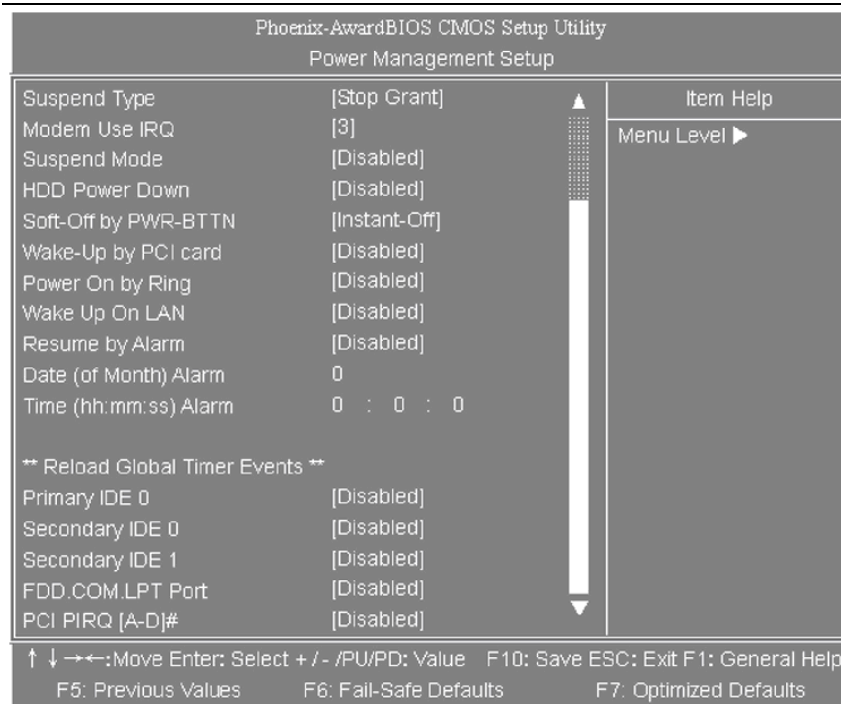 Phoenix-AwardBIOS CMOS Setup Utility
Power Management Setup
Suspend Type [Stop Grant]
Modem Use IRQ [3]
Suspend Mode [Disabled]
HDD Power Down [Disabled]
Soft-Off by PWR-BTTN [Instant-Off]
Wake-Up by PCI card [Disabled]
Power On by Ring [Disabled]
Wake Up On LAN [Disabled]
Resume by Alarm [Disabled]
Date (of Month) Alarm 0
Time (hh:mm:ss) Alarm 0 : 0 : 0
** Reload Global Timer Events **
Primary IDE 0 [Disabled]
Secondary IDE 0 [Disabled]
Secondary IDE 1 [Disabled]
FDD.COM.LPT Port [Disabled]
PCI PIRQ [A-D]# [Disabled]
Item Help
Menu Level ▶
↑↓→←:Move Enter: Select + / - /PU/PD: Value F10: Save ESC: Exit F1: General Help
F5: Previous Values F6: Fail-Safe Defaults F7: Optimized Defaults